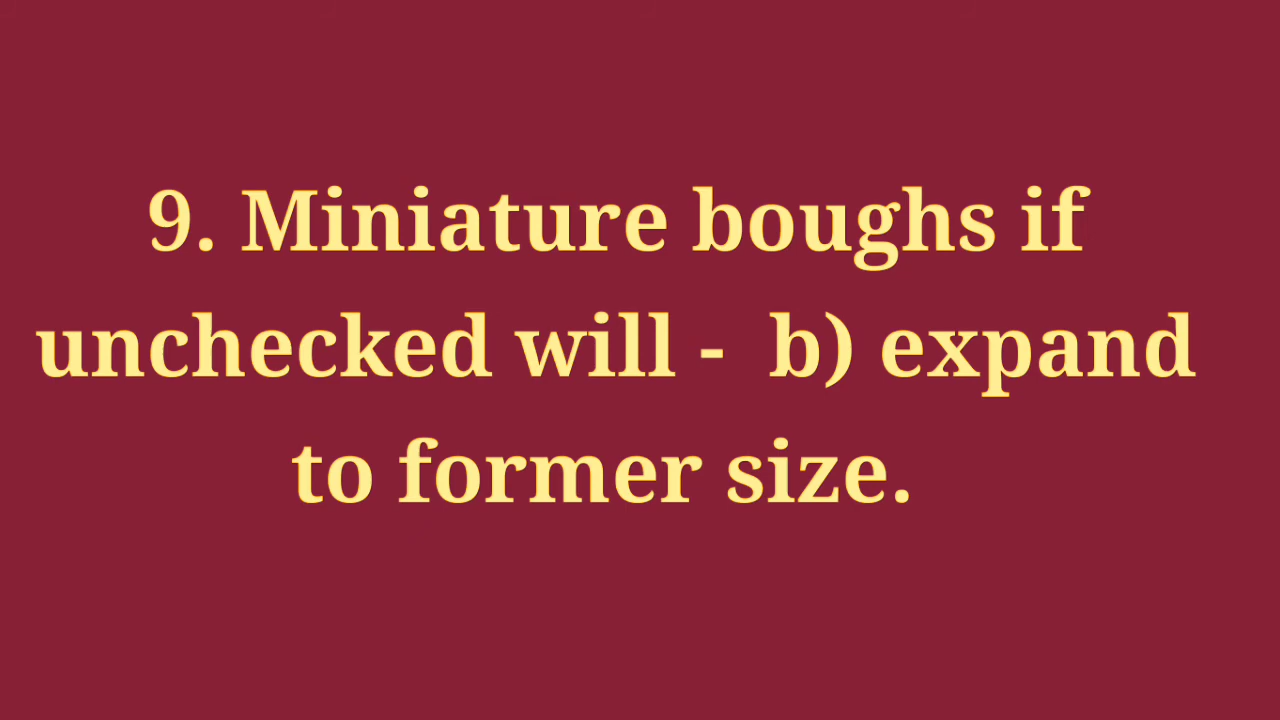 9. Miniature boughs if
unchecked will -  b) expand
to former size.